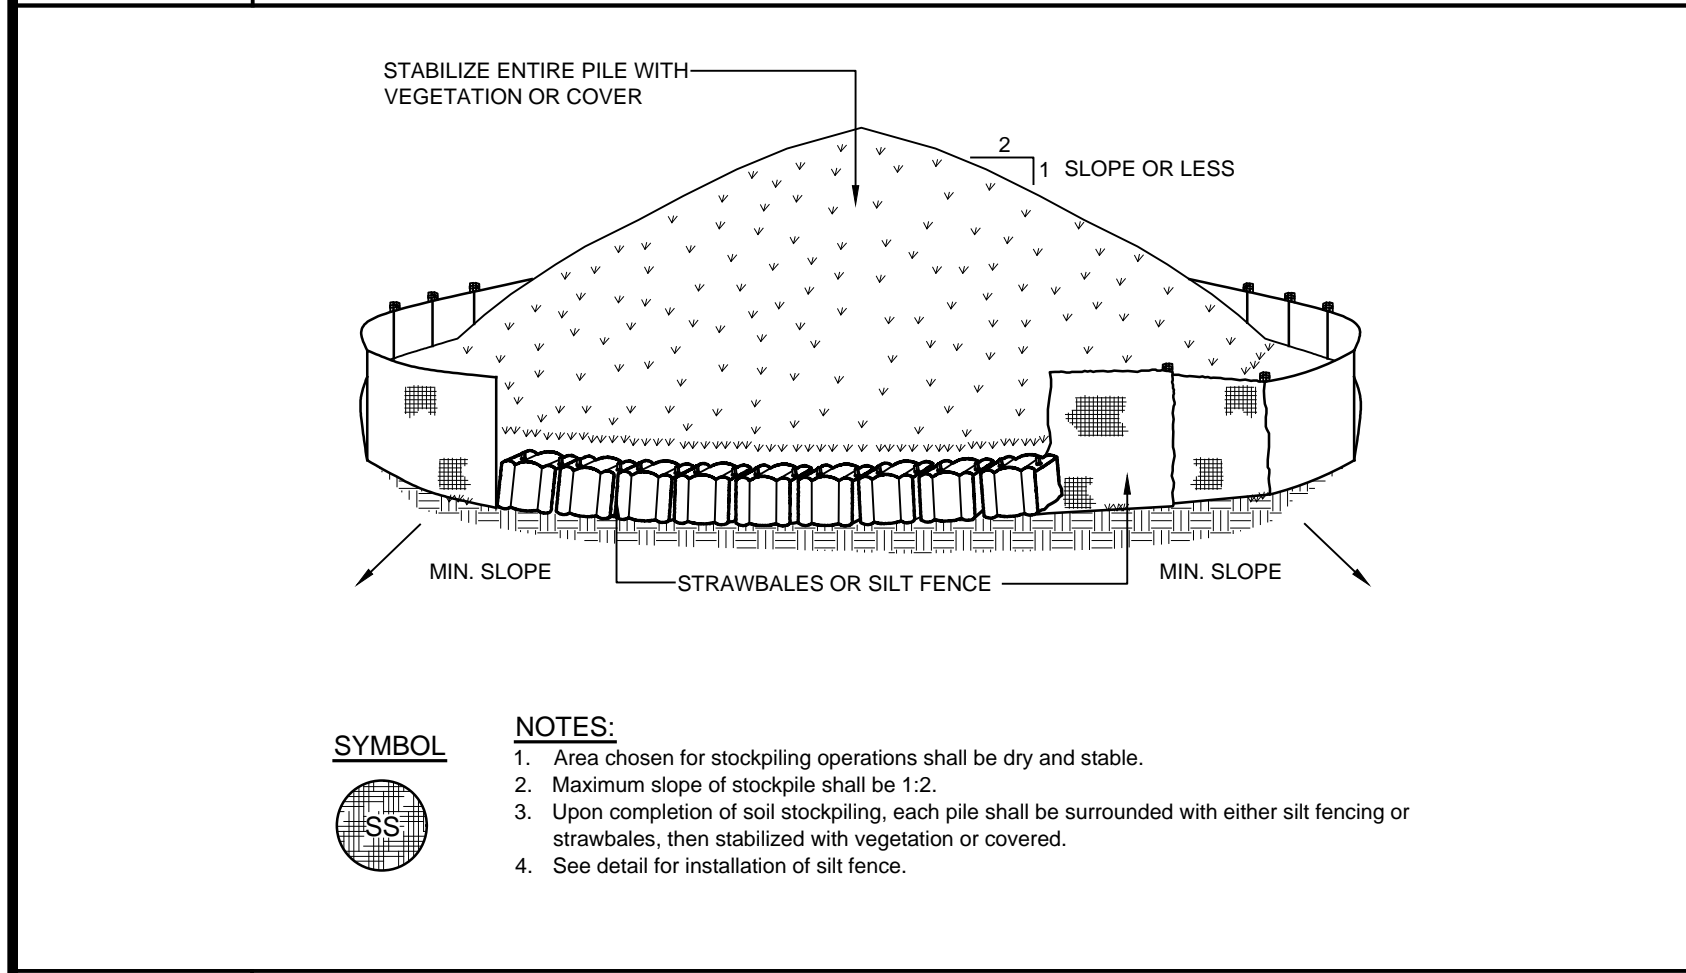 STABILIZE ENTIRE PILE WITH
VEGETATION OR COVER
2
1 SLOPE OR LESS
MIN. SLOPE
STRAWBALES OR SILT FENCE
MIN. SLOPE
SYMBOL
SS
NOTES:
1. Area chosen for stockpiling operations shall be dry and stable.
2. Maximum slope of stockpile shall be 1:2.
3. Upon completion of soil stockpiling, each pile shall be surrounded with either silt fencing or
strawbales, then stabilized with vegetation or covered.
4. See detail for installation of silt fence.